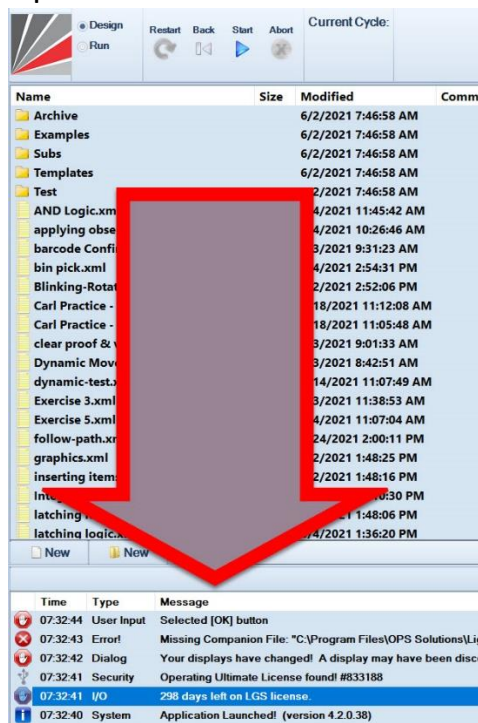 Design
Run
Restart Back Start Abort
Current Cycle:
Name Size Modified Comm
Archive 6/2/2021 7:46:58 AM
Examples 6/2/2021 7:46:58 AM
Subs 6/2/2021 7:46:58 AM
Templates 6/2/2021 7:46:58 AM
Test 2/2021 7:46:58 AM
AND Logic.xm 4/2021 11:45:42 AM
applying obse 4/2021 10:26:46 AM
barcode Confi 3/2021 9:31:23 AM
bin pick.xml 4/2021 2:54:31 PM
Blinking-Rotat 2/2021 2:52:06 PM
Carl Practice - 18/2021 11:12:08 AM
Carl Practice - 18/2021 11:05:48 AM
clear proof & 3/2021 9:01:33 AM
Dynamic Mov 3/2021 8:42:51 AM
dynamic-test.x 14/2021 11:07:49 AM
Exercise 3.xml 3/2021 11:38:53 AM
Exercise 5.xml 4/2021 11:07:04 AM
follow-path.xm 24/2021 2:00:11 PM
graphics.xml 2/2021 1:48:25 PM
inserting item 2/2021 1:48:16 PM
:30 PM
latching 1:48:06 PM
latching logic.x /4/2021 1:36:20 PM
New New
Time Type Message
07:32:44 User Input Selected [OK] button
07:32:43 Error! Missing Companion File: "C:\Program Files\OPS Solutions\Lig
07:32:42 Dialog Your displays have changed! A display may have been disc
07:32:41 Security Operating Ultimate License found! #833188
07:32:41 I/O 298 days left on LGS license.
07:32:40 System Application Launched! (version 4.2.0.38)